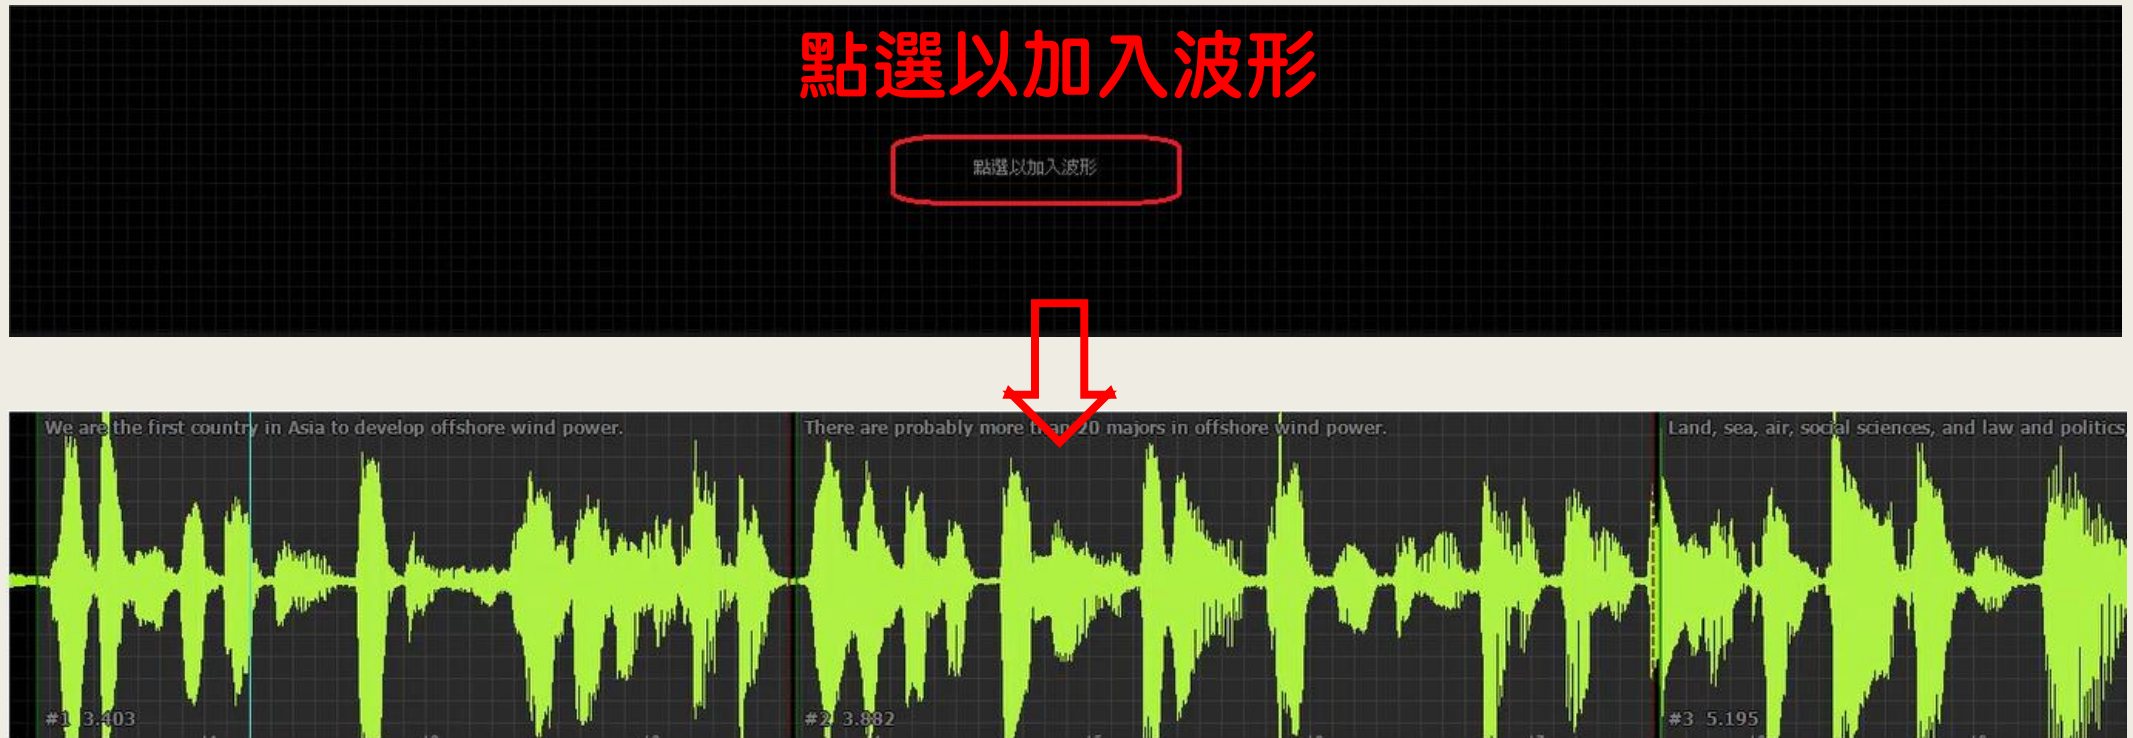 點選以加入波形
點選以加入波形
We are the first country in Asia to develop offshore wind power.
There are probably more than 20 majors in offshore wind power.
Land, sea, air, social sciences, and law and politics,
#1 3.403
#2 3.882
#3 5.195